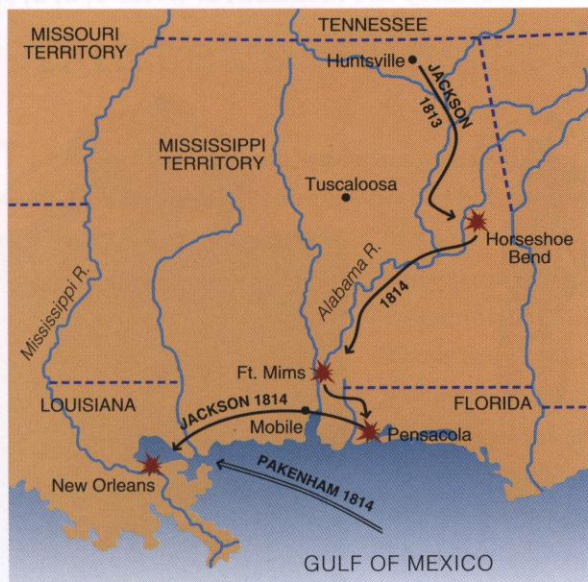 MISSOURI
TERRITORY
TENNESSEE
Huntsville
JACKSON
1813
MISSISSIPPI
TERRITORY
Tuscaloosa
Horseshoe
Bend
Mississippi R.
Alabama R.
1814
Ft. Mims
LOUISIANA
JACKSON 1814
FLORIDA
Mobile
Pensacola
New Orleans
PAKENHAM 1814
GULF OF MEXICO